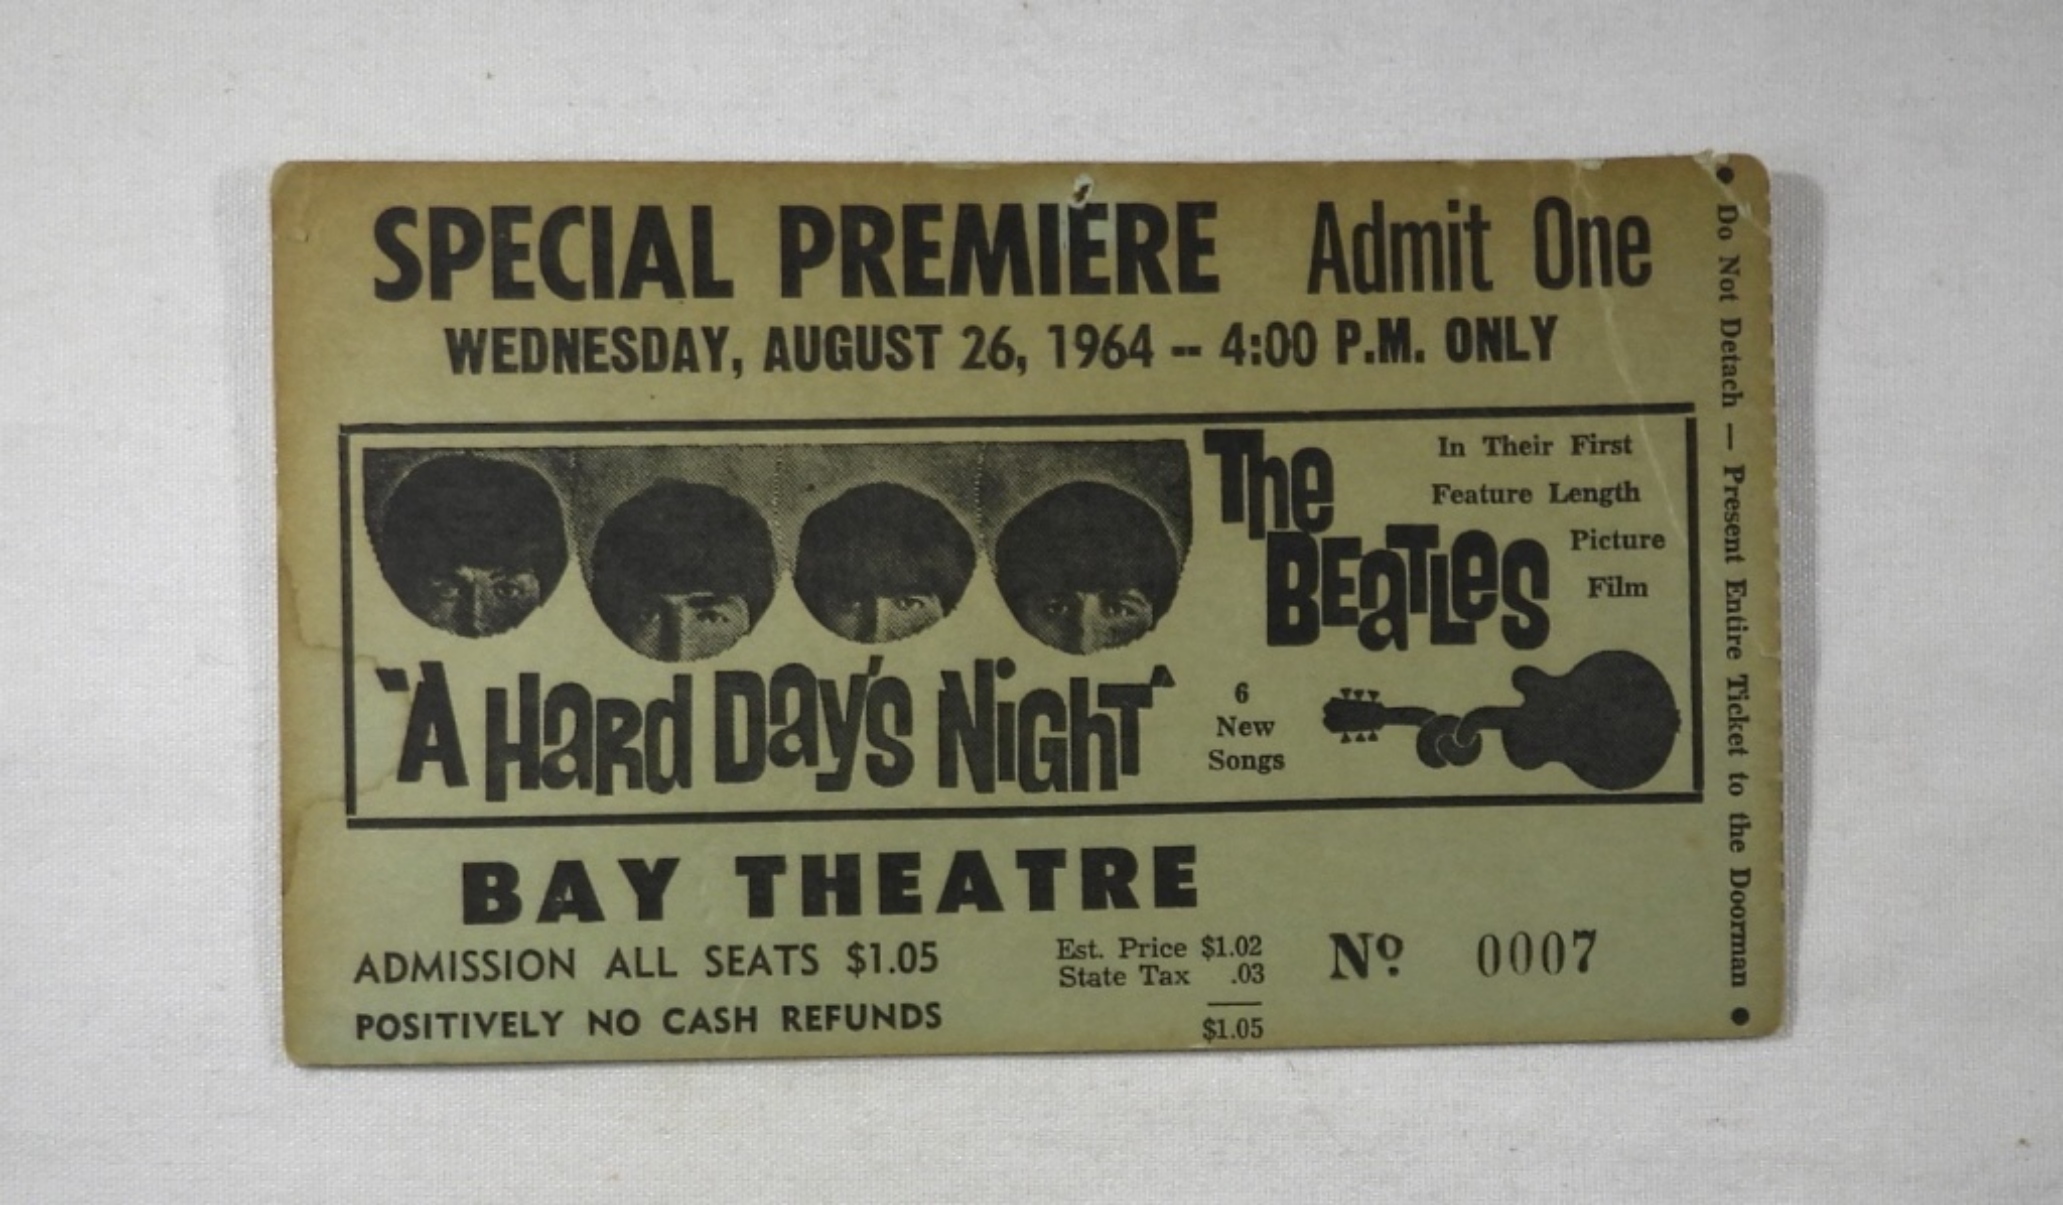 SPECIAL PREMIERE Admit One
WEDNESDAY, AUGUST 26, 1964 -- 4:00 P.M. ONLY
The BEATLES
In Their First
Feature Length
Picture
Film
"A HARD DAY'S NIGHT"
6
New
Songs
BAY THEATRE
ADMISSION ALL SEATS $1.05
POSITIVELY NO CASH REFUNDS
Est. Price $1.02
State Tax .03
$1.05
No. 0007
● Do Not Detach — Present Entire Ticket to the Doorman ●